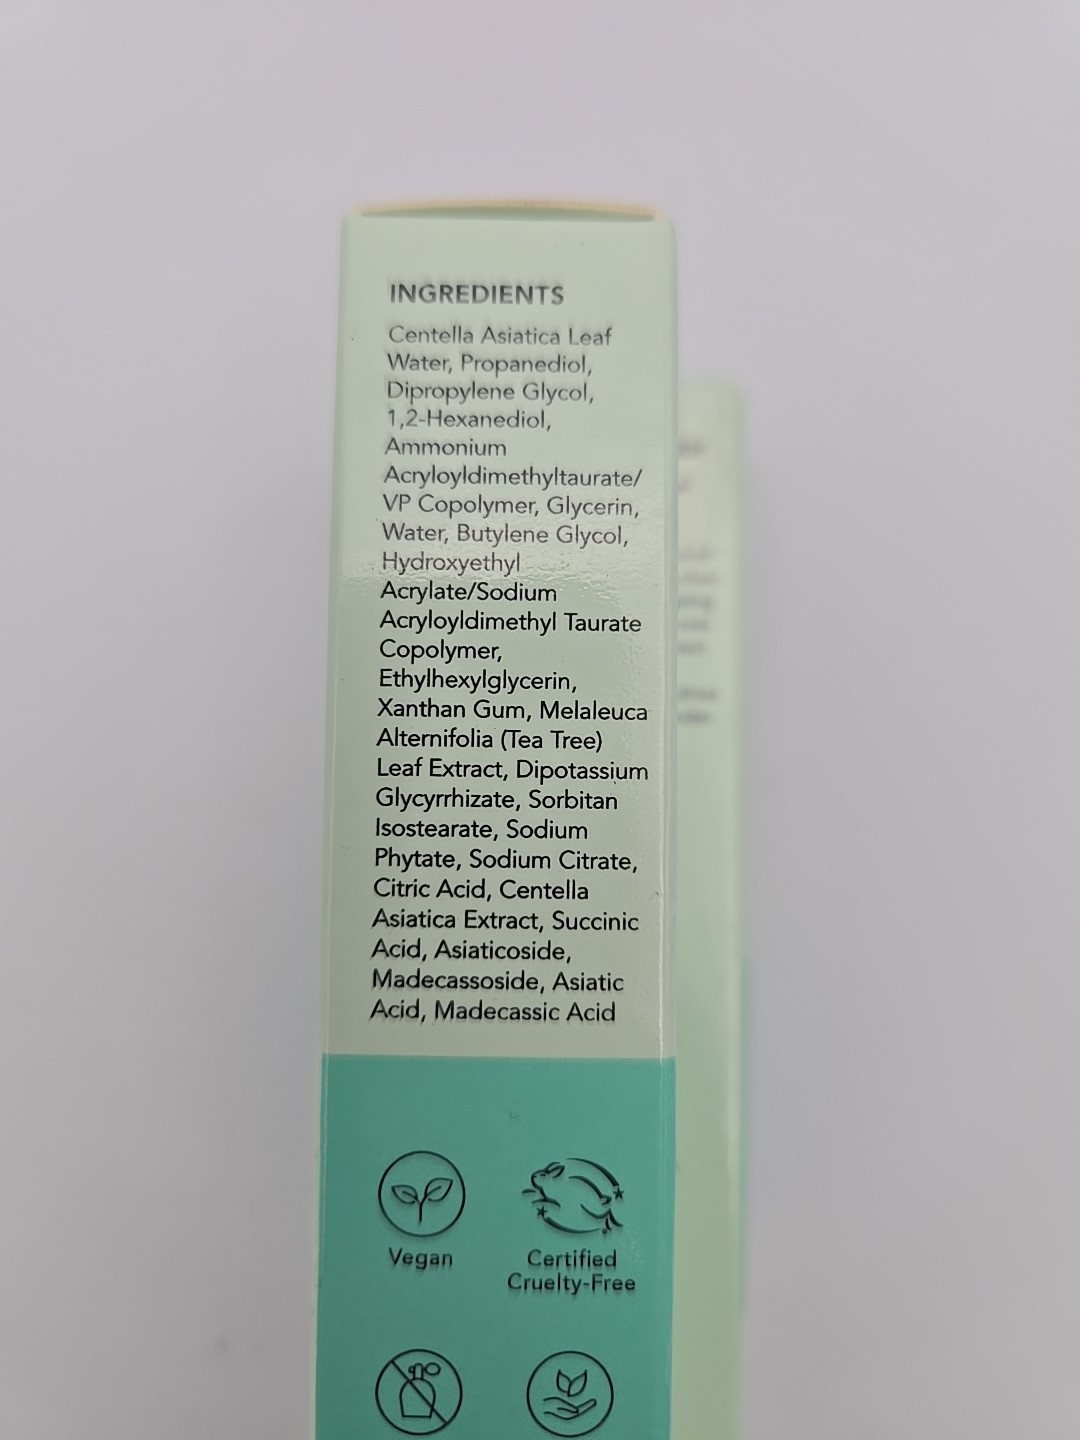 INGREDIENTS
Centella Asiatica Leaf
Water, Propanediol,
Dipropylene Glycol,
1,2-Hexanediol,
Ammonium
Acryloyldimethyltaurate/
VP Copolymer, Glycerin,
Water, Butylene Glycol,
Hydroxyethyl
Acrylate/Sodium
Acryloyldimethyl Taurate
Copolymer,
Ethylhexylglycerin,
Xanthan Gum, Melaleuca
Alternifolia (Tea Tree)
Leaf Extract, Dipotassium
Glycyrrhizate, Sorbitan
Isostearate, Sodium
Phytate, Sodium Citrate,
Citric Acid, Centella
Asiatica Extract, Succinic
Acid, Asiaticoside,
Madecassoside, Asiatic
Acid, Madecassic Acid
Vegan
Certified
Cruelty-Free